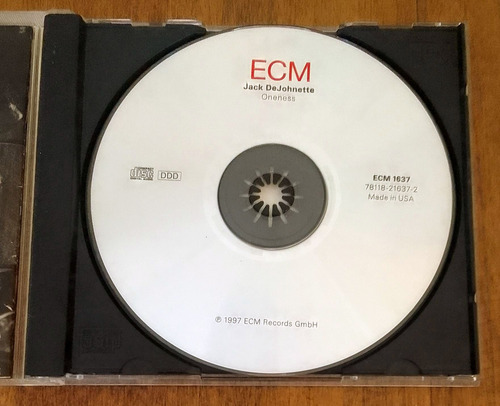 ECM
Jack DeJohnette
Oneness
DDD
ECM 1637
78118-21637-2
Made in USA
℗ 1997 ECM Records GmbH